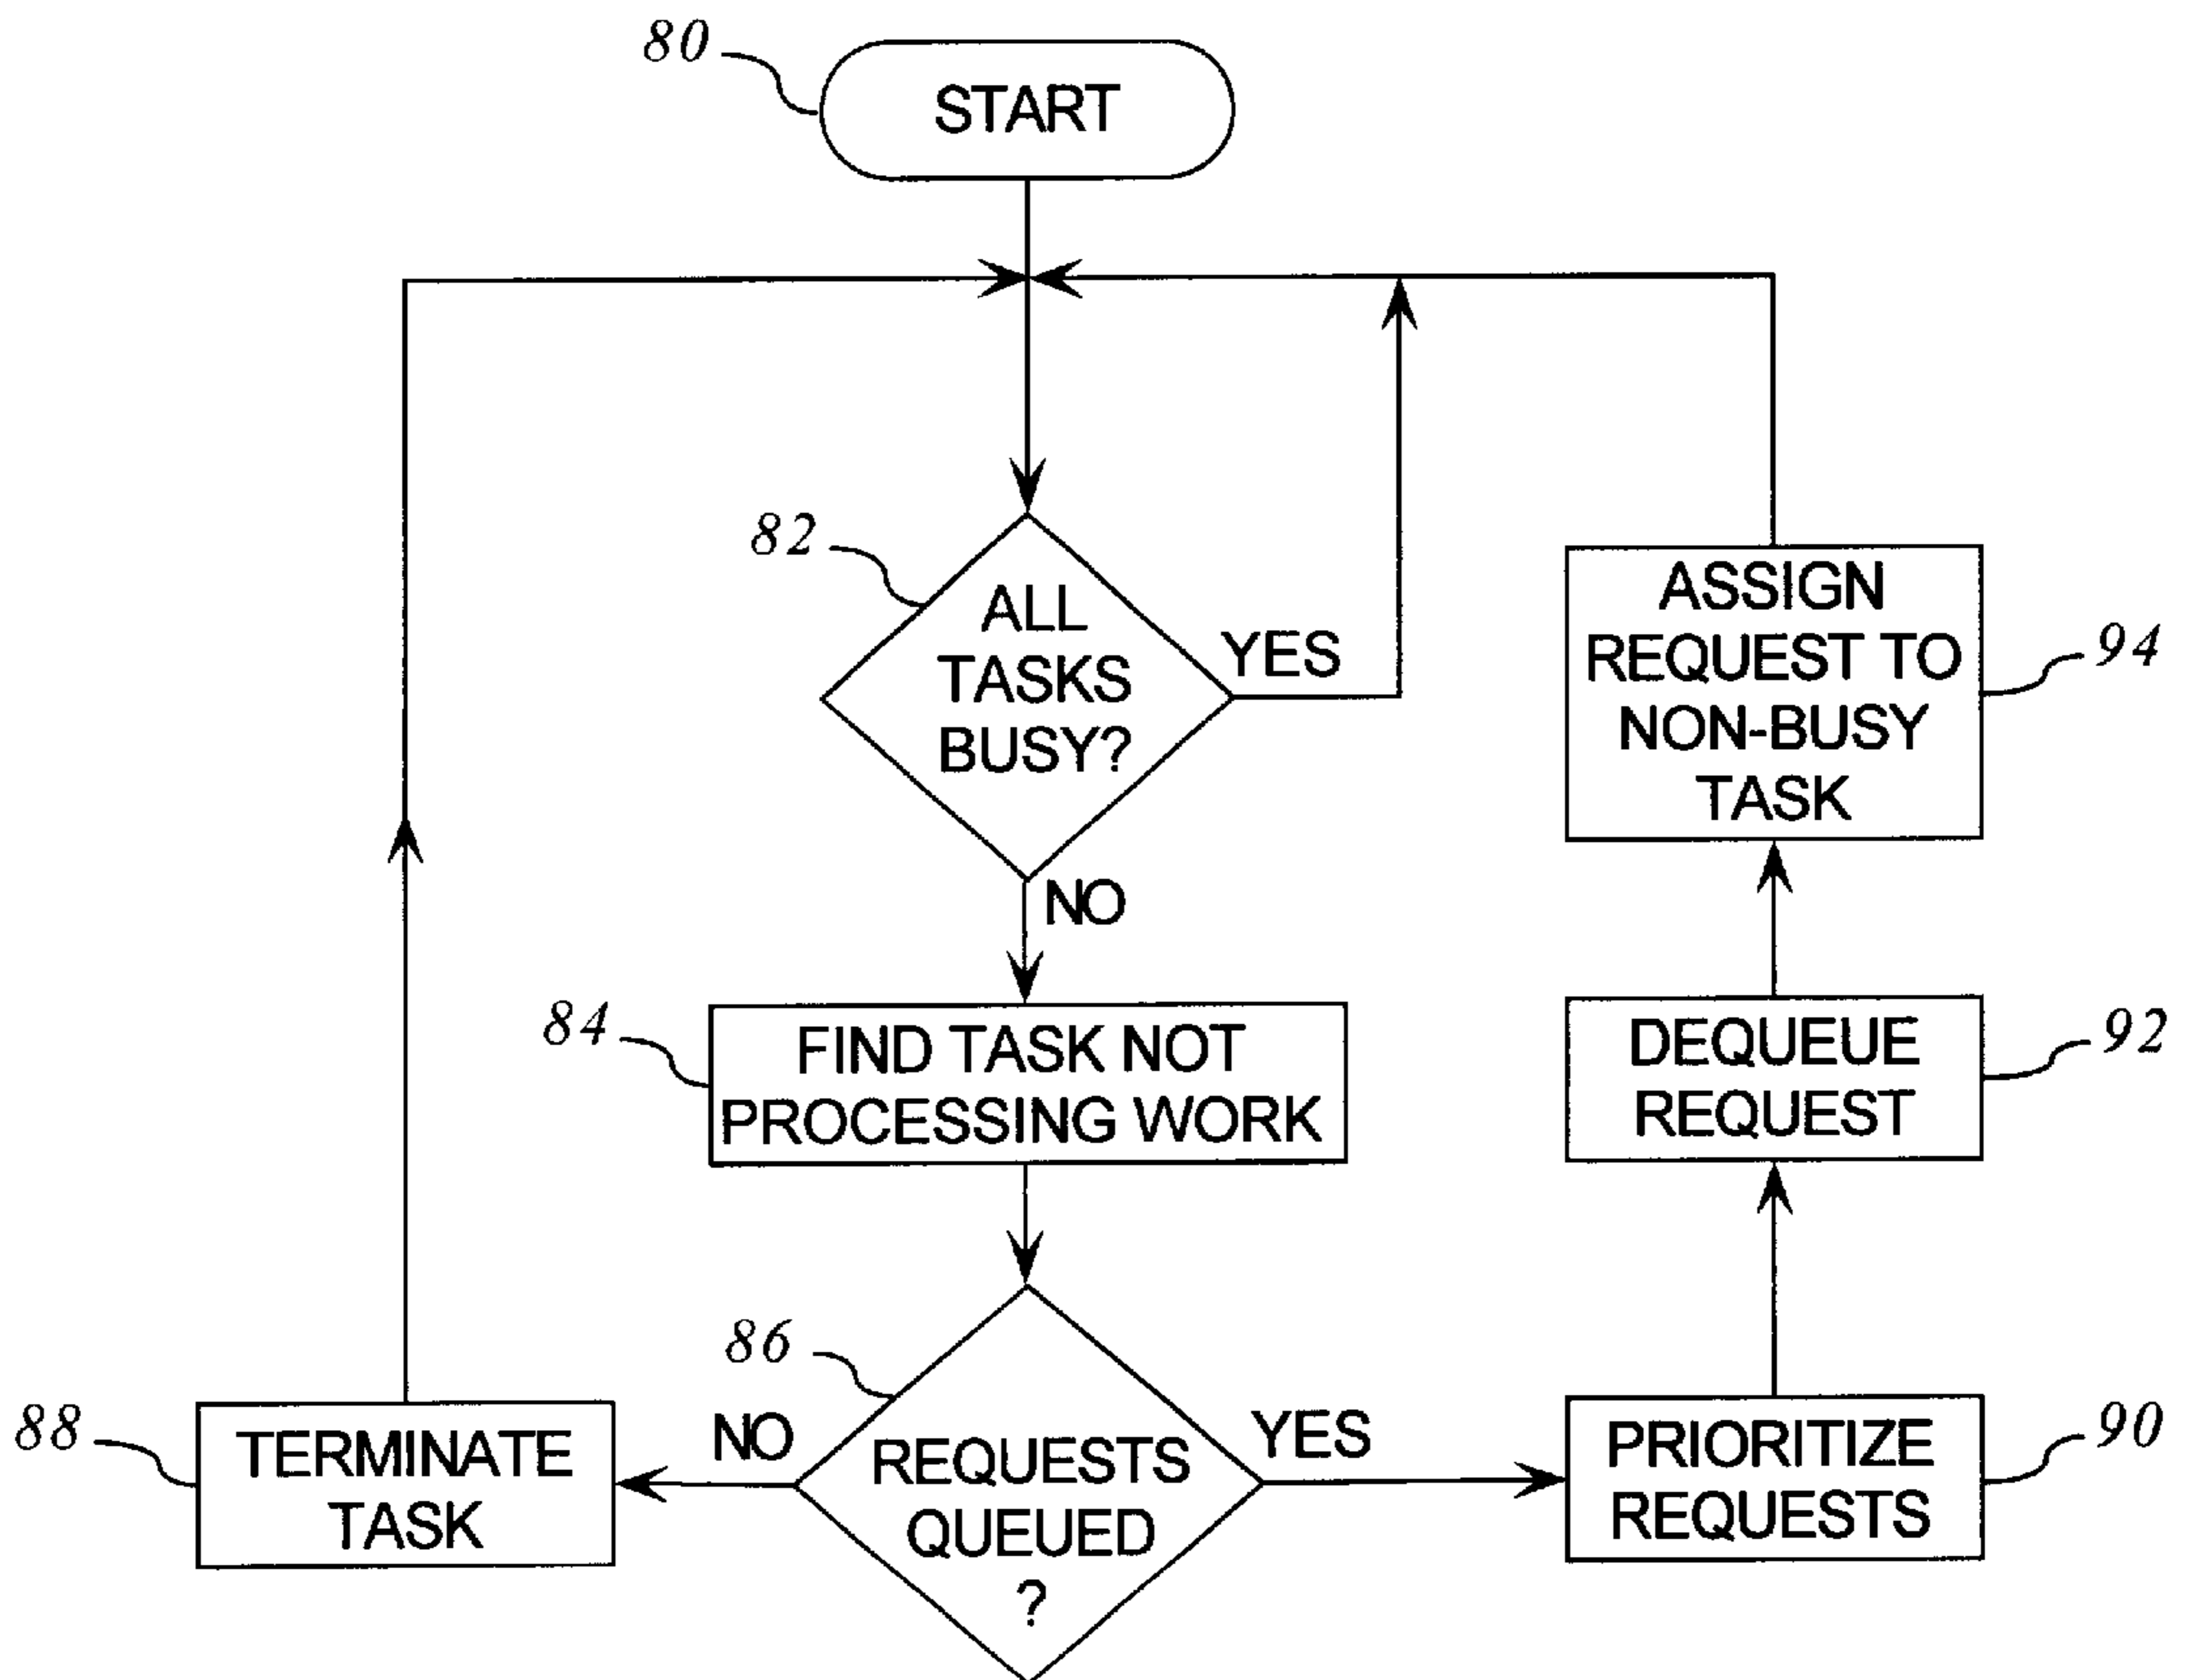 80
START
82
ALL
TASKS
BUSY?
YES
NO
ASSIGN
REQUEST TO
NON-BUSY
TASK
94
84
FIND TASK NOT
PROCESSING WORK
DEQUEUE
REQUEST
92
86
REQUESTS
QUEUED
?
NO
YES
88
TERMINATE
TASK
PRIORITIZE
REQUESTS
90